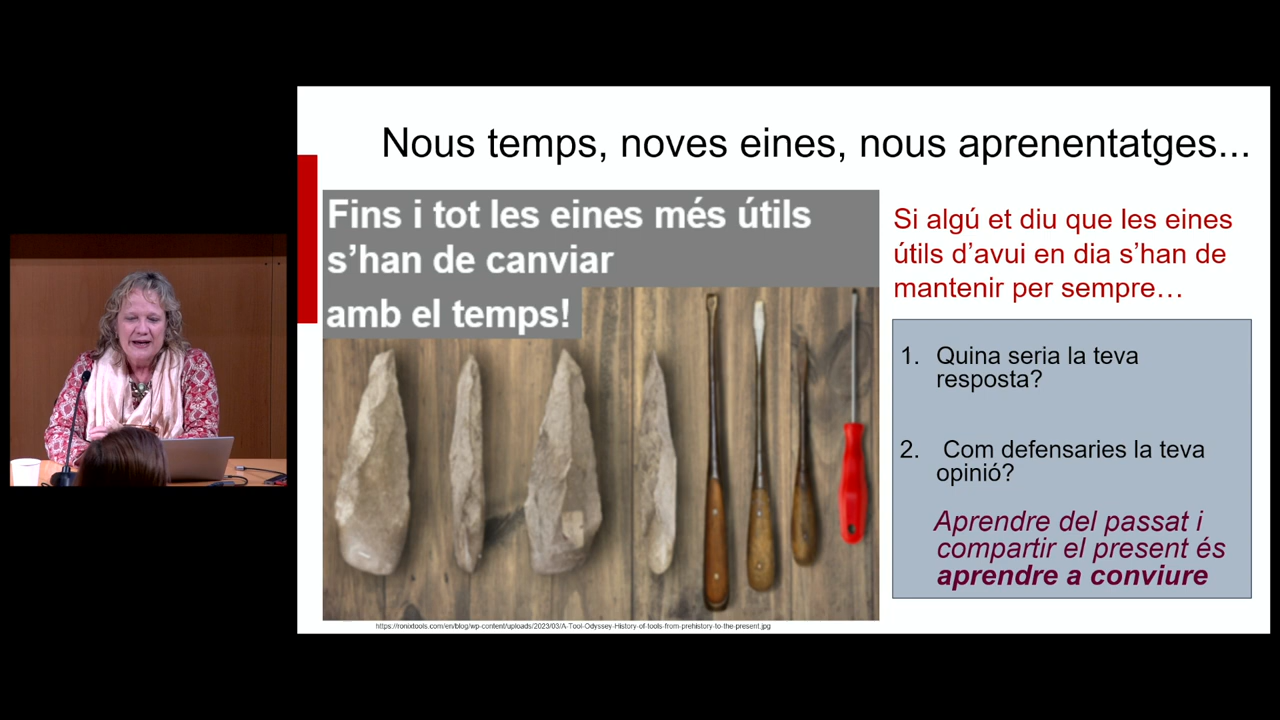 Nous temps, noves eines, nous aprenentatges...
Fins i tot les eines més útils
s’han de canviar
amb el temps!
Si algú et diu que les eines
útils d’avui en dia s’han de
mantenir per sempre…
1. Quina seria la teva
resposta?
2. Com defensaries la teva
opinió?
Aprendre del passat i
compartir el present és
aprendre a conviure
https://ronixtools.com/en/blog/wp-content/uploads/2023/03/A-Tool-Odyssey-History-of-tools-from-prehistory-to-the-present.jpg